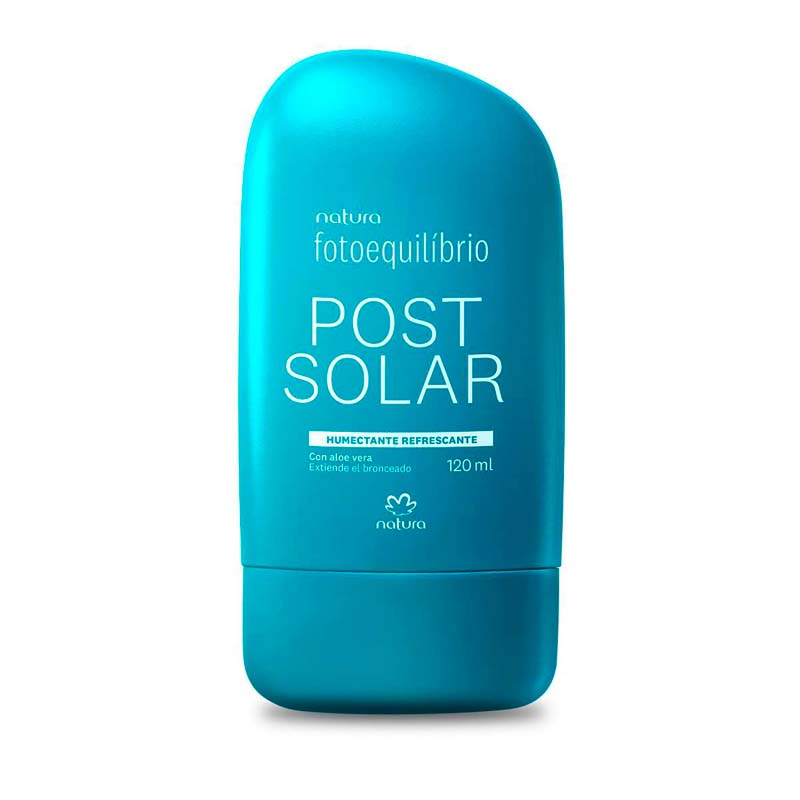 natura
fotoequilíbrio
POST
SOLAR
HUMECTANTE REFRESCANTE
Con aloe vera
Extiende el bronceado
120 ml
natura